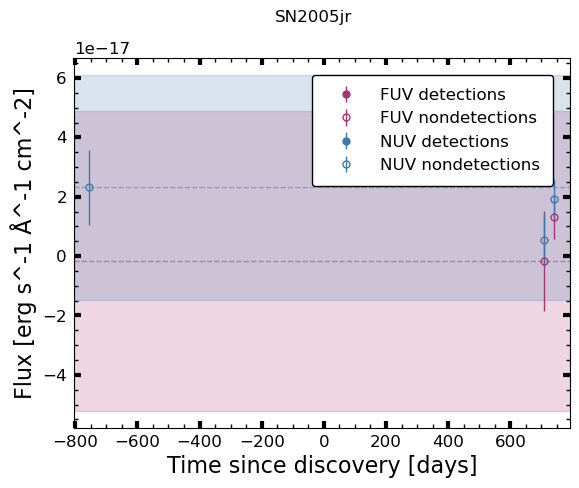 SN2005jr
1e−17
6
4
2
0
−2
−4
Flux [erg s^-1 Å^-1 cm^-2]
FUV detections
FUV nondetections
NUV detections
NUV nondetections
−800 −600 −400 −200 0 200 400 600
Time since discovery [days]